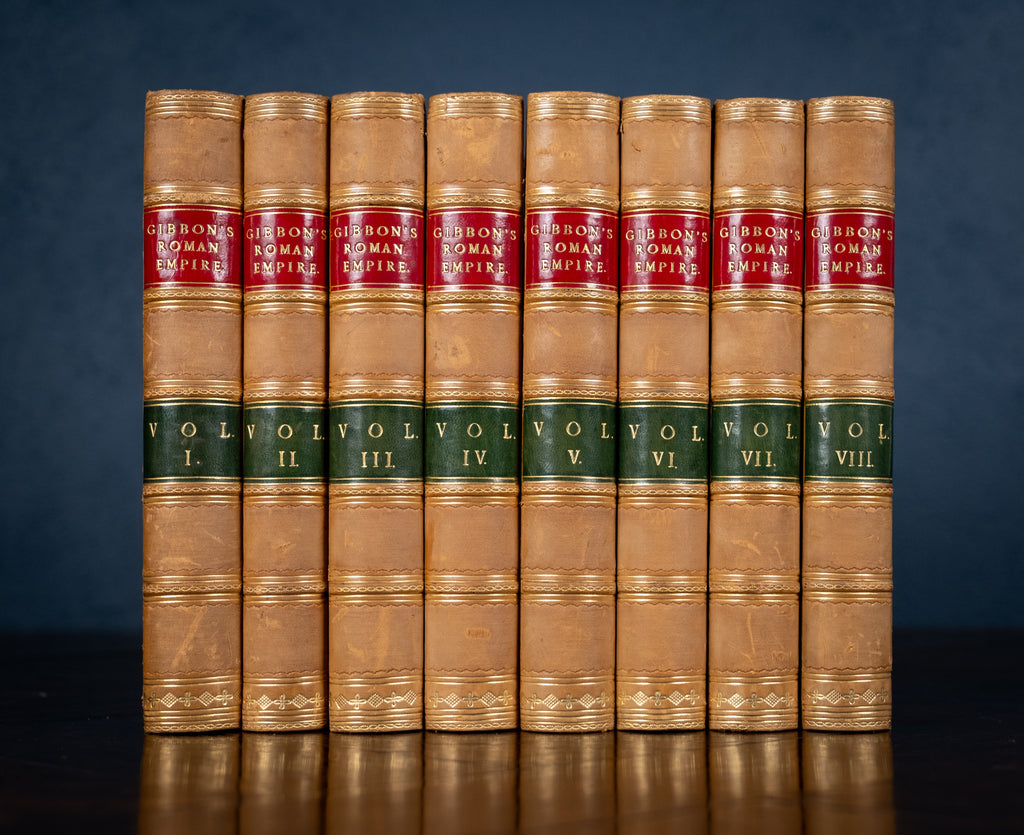 GIBBON'S
ROMAN
EMPIRE.
VOL.
I.
GIBBON'S
ROMAN
EMPIRE.
VOL.
II.
GIBBON'S
ROMAN
EMPIRE.
VOL.
III.
GIBBON'S
ROMAN
EMPIRE.
VOL.
IV.
GIBBON'S
ROMAN
EMPIRE.
VOL.
V.
GIBBON'S
ROMAN
EMPIRE.
VOL.
VI.
GIBBON'S
ROMAN
EMPIRE.
VOL.
VII.
GIBBON'S
ROMAN
EMPIRE.
VOL.
VIII.